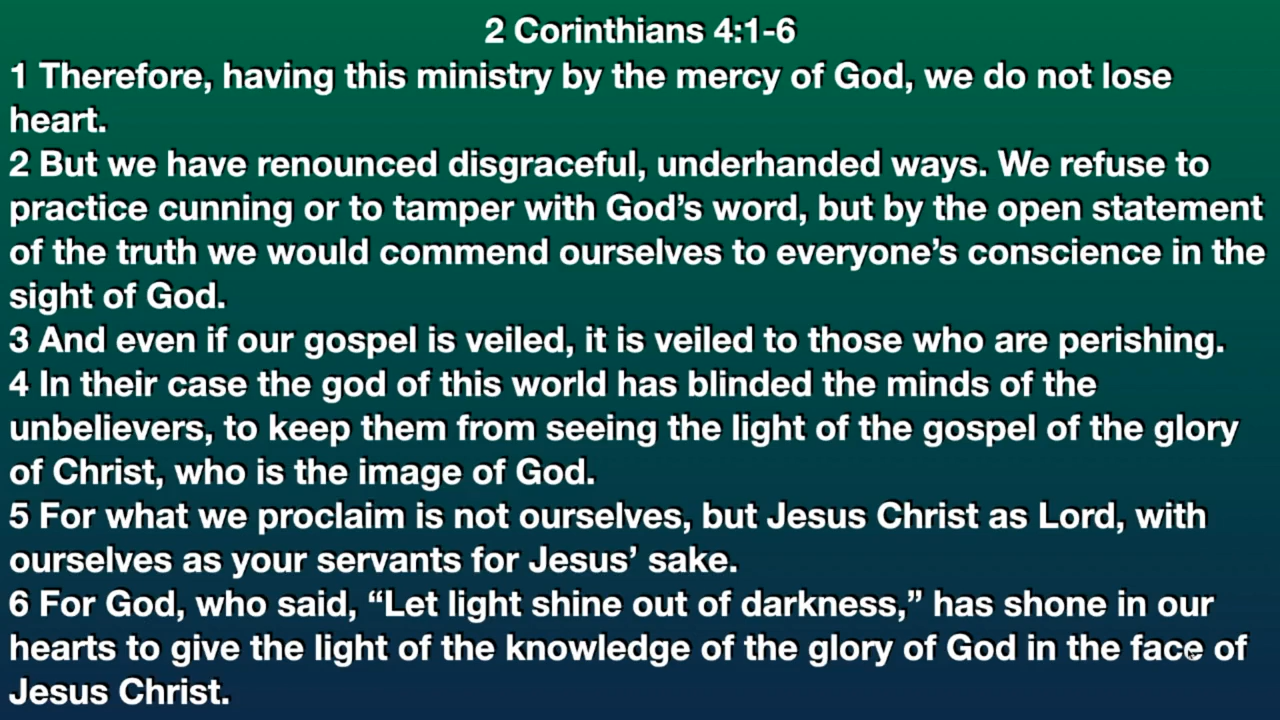 2 Corinthians 4:1-6
1 Therefore, having this ministry by the mercy of God, we do not lose
heart.
2 But we have renounced disgraceful, underhanded ways. We refuse to
practice cunning or to tamper with God’s word, but by the open statement
of the truth we would commend ourselves to everyone’s conscience in the
sight of God.
3 And even if our gospel is veiled, it is veiled to those who are perishing.
4 In their case the god of this world has blinded the minds of the
unbelievers, to keep them from seeing the light of the gospel of the glory
of Christ, who is the image of God.
5 For what we proclaim is not ourselves, but Jesus Christ as Lord, with
ourselves as your servants for Jesus’ sake.
6 For God, who said, “Let light shine out of darkness,” has shone in our
hearts to give the light of the knowledge of the glory of God in the face of
Jesus Christ.